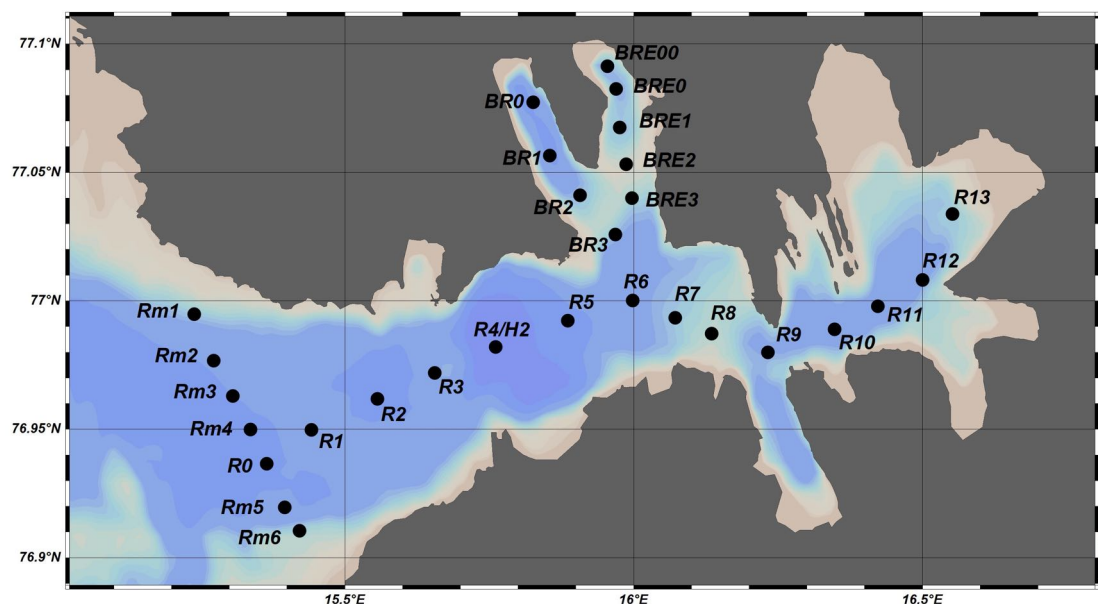 77.1°N
BRE00
BR0
BRE0
BRE1
BR1
BRE2
77.05°N
BR2
BRE3
R13
BR3
R12
R6
77°N
Rm1
R5
R7
R4/H2
R8
R11
R9
R10
Rm2
R3
Rm3
R2
Rm4
R1
76.95°N
R0
Rm5
Rm6
76.9°N
15.5°E
16°E
16.5°E